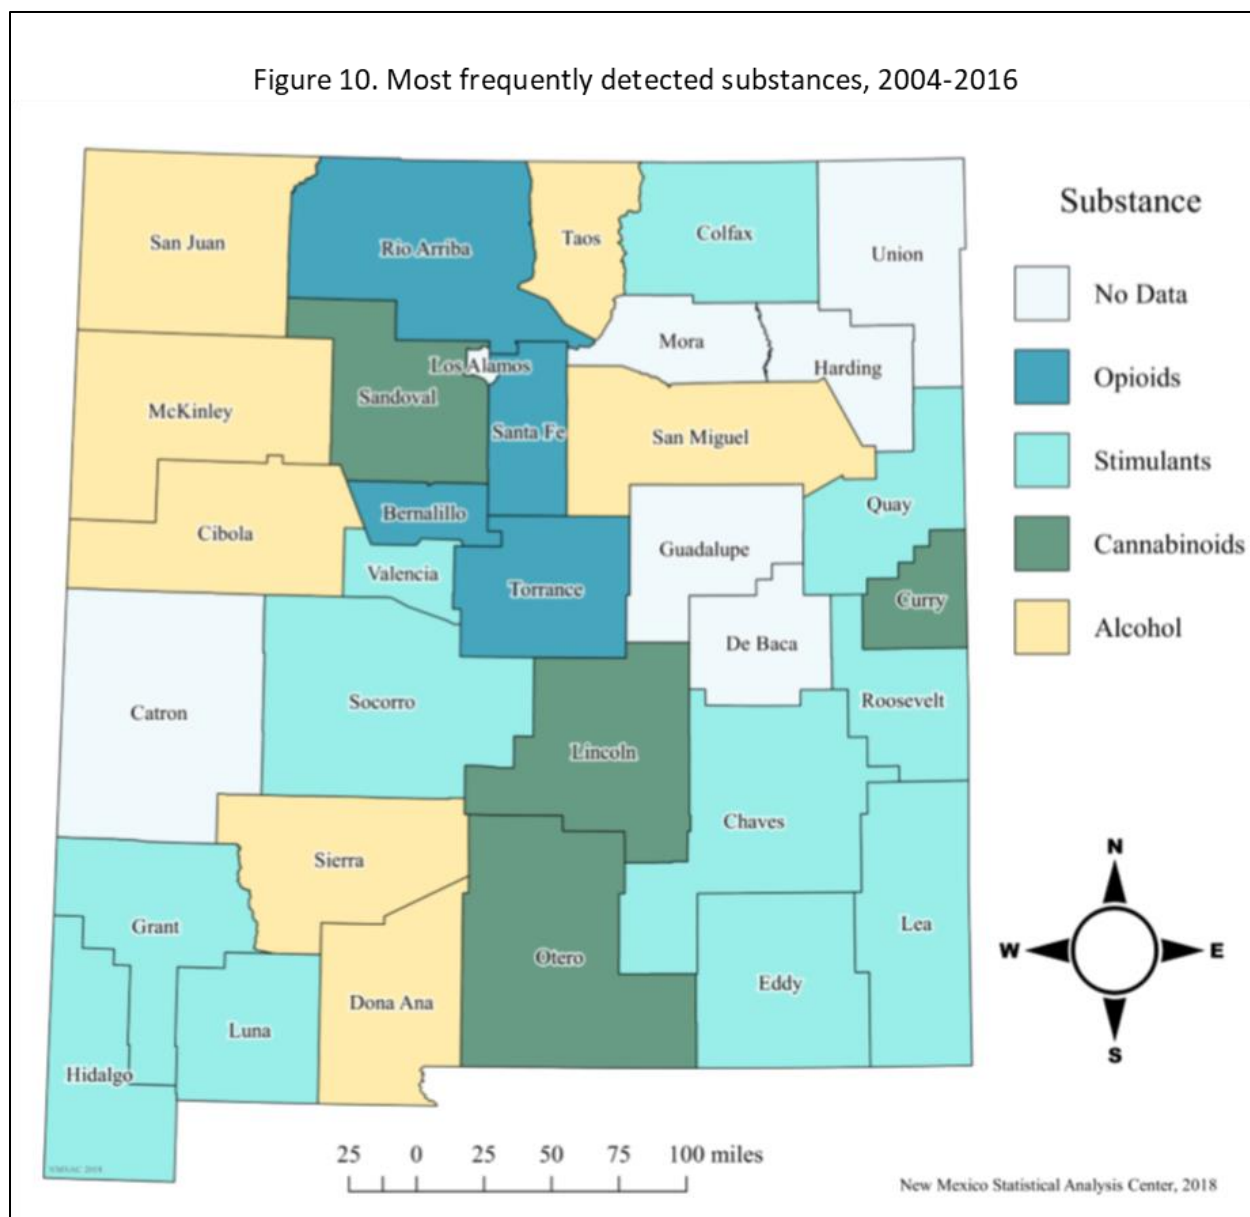 Figure 10. Most frequently detected substances, 2004-2016
Substance
No Data
Opioids
Stimulants
Cannabinoids
Alcohol
San Juan
Rio Arriba
Taos
Colfax
Union
Mora
Harding
Los Alamos
Sandoval
McKinley
Santa Fe
San Miguel
Quay
Bernalillo
Cibola
Guadalupe
Valencia
Torrance
Curry
De Baca
Catron
Socorro
Roosevelt
Lincoln
Chaves
Sierra
Grant
Lea
Otero
Eddy
Dona Ana
Luna
Hidalgo
N
W
E
S
25 0 25 50 75 100 miles
NMSAC 2018
New Mexico Statistical Analysis Center, 2018